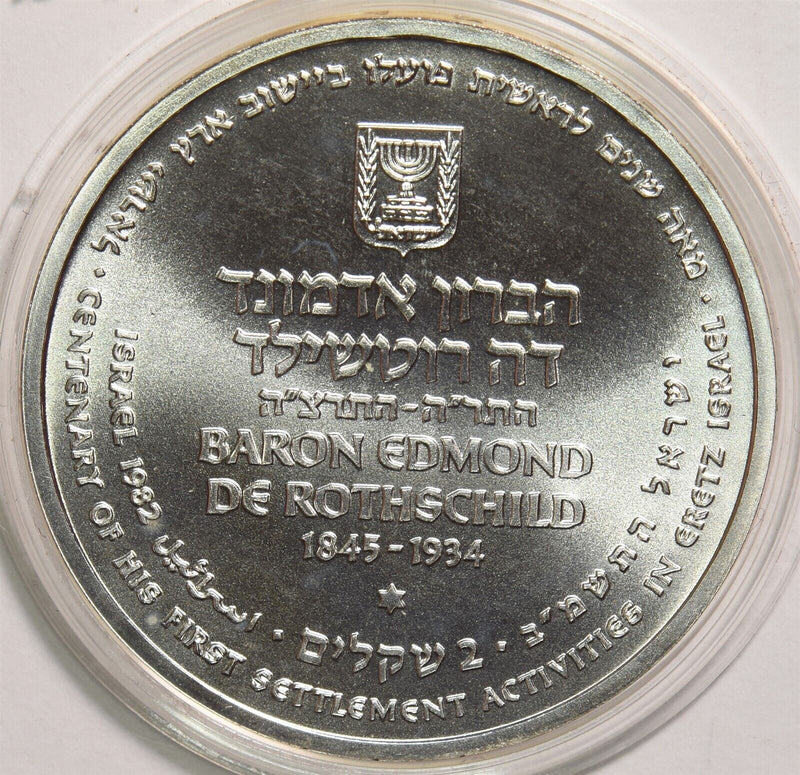 מאה שנים לראשית פועלו ביישוב ארץ ישראל
ישראל
הברון אדמונד
דה רוטשילד
התר"ה-התרצ"ה
BARON EDMOND
DE ROTHSCHILD
1845-1934
ISRAEL 1982 · اسرائيل · 2 שקלים · ישראל התשמ"ב
· CENTENARY OF HIS FIRST SETTLEMENT ACTIVITIES IN ERETZ ISRAEL ·